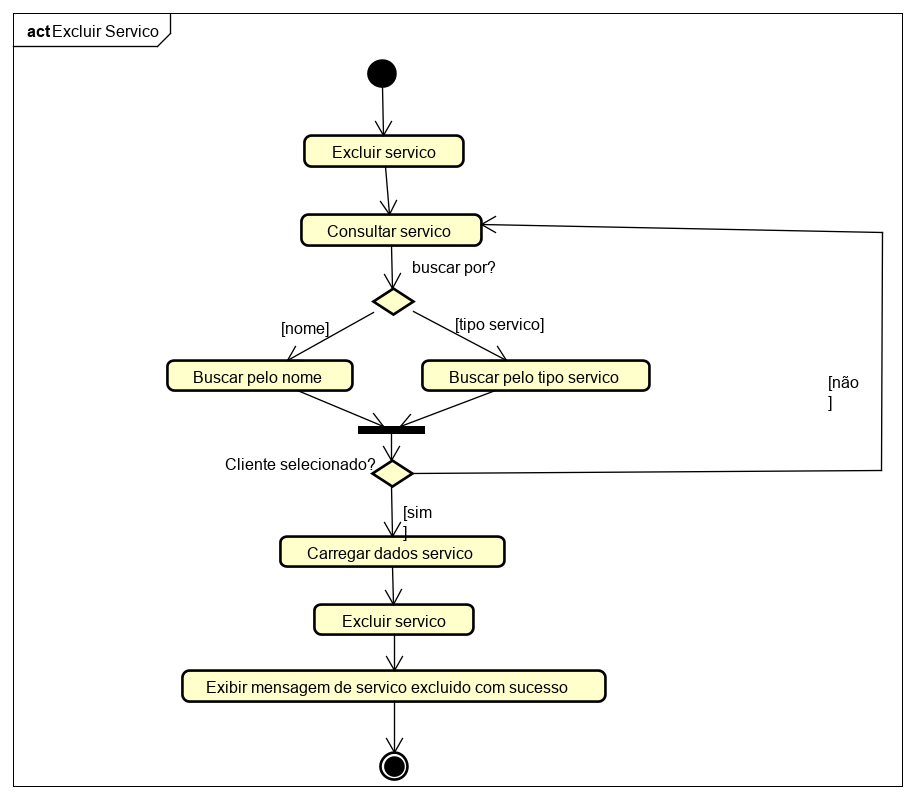 act Excluir Servico
Excluir servico
Consultar servico
buscar por?
[nome]
[tipo servico]
Buscar pelo nome
Buscar pelo tipo servico
[não
]
Cliente selecionado?
[sim
]
Carregar dados servico
Excluir servico
Exibir mensagem de servico excluido com sucesso